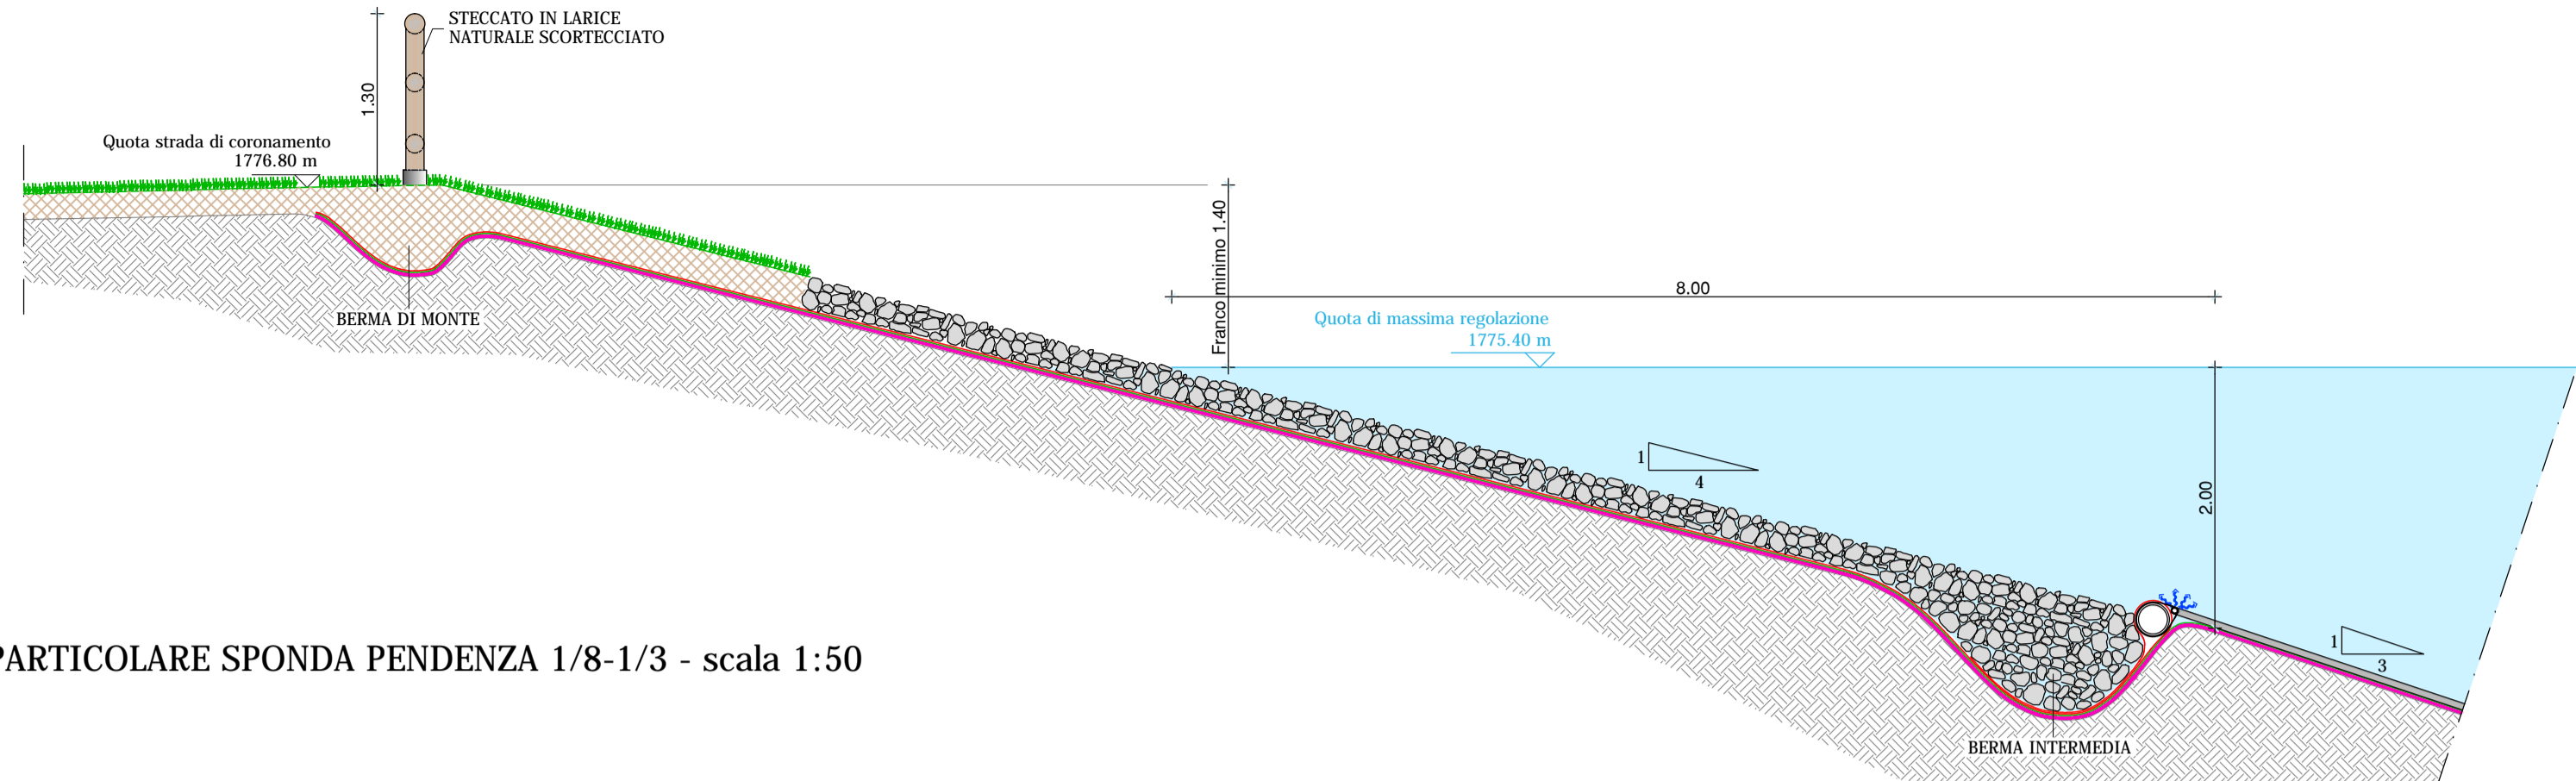 STECCATO IN LARICE
NATURALE SCORTECCIATO
1.30
Quota strada di coronamento
1776.80 m
BERMA DI MONTE
Franco minimo 1.40
8.00
Quota di massima regolazione
1775.40 m
1
4
2.00
1
3
BERMA INTERMEDIA
PARTICOLARE SPONDA PENDENZA 1/8-1/3 - scala 1:50